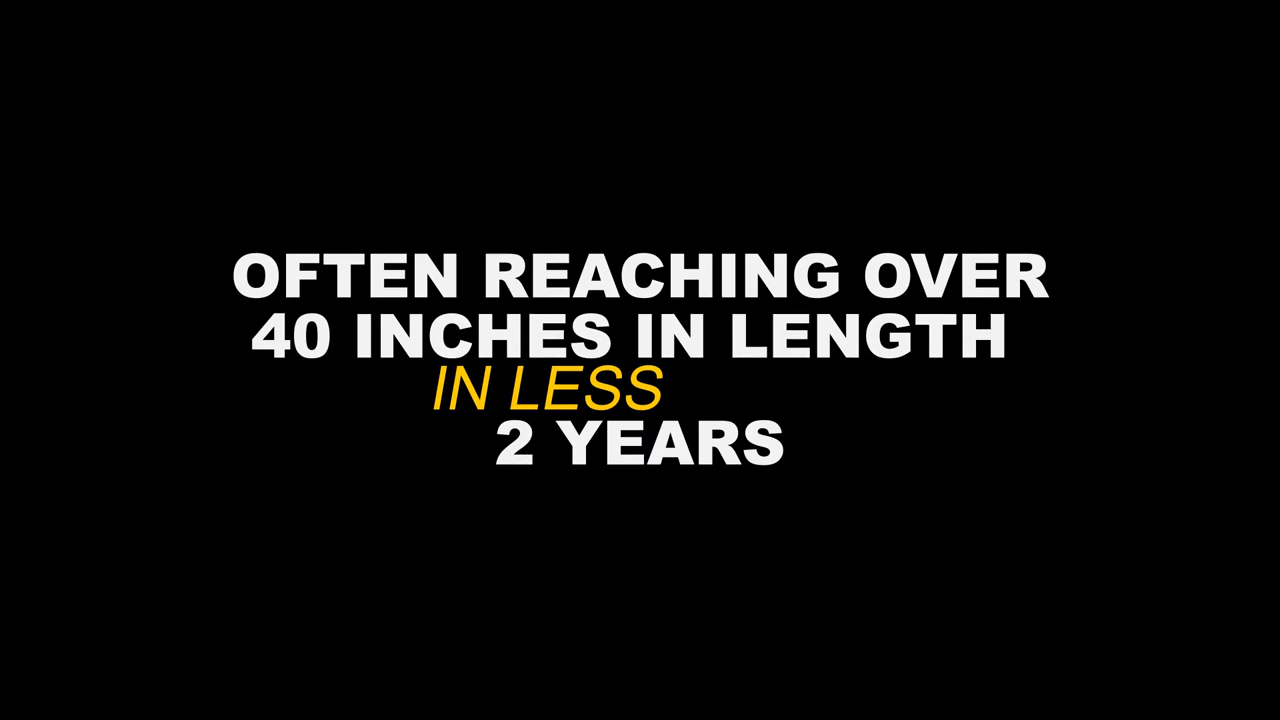 OFTEN REACHING OVER
40 INCHES IN LENGTH
IN LESS
2 YEARS